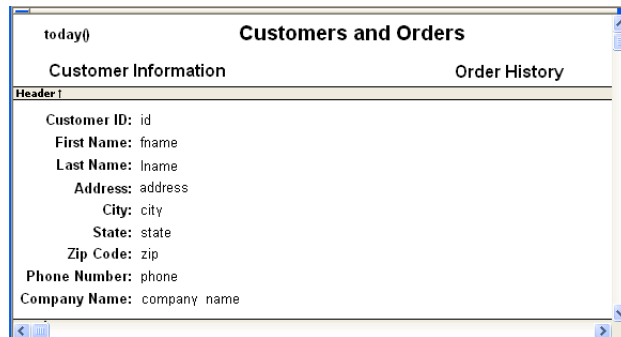 today() Customers and Orders
Customer Information Order History
Header ↑
Customer ID: id
First Name: fname
Last Name: lname
Address: address
City: city
State: state
Zip Code: zip
Phone Number: phone
Company Name: company_name